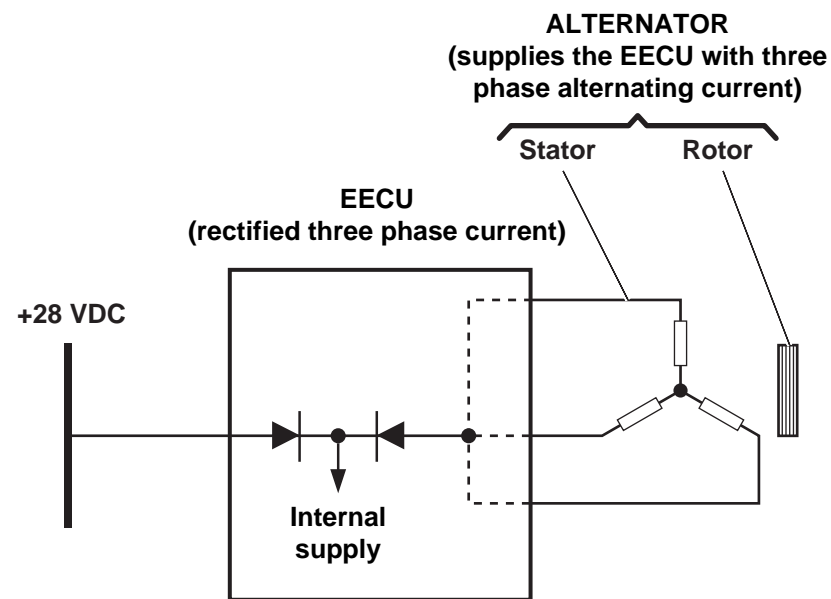 ALTERNATOR
(supplies the EECU with three
phase alternating current)
Stator
Rotor
EECU
(rectified three phase current)
+28 VDC
Internal
supply